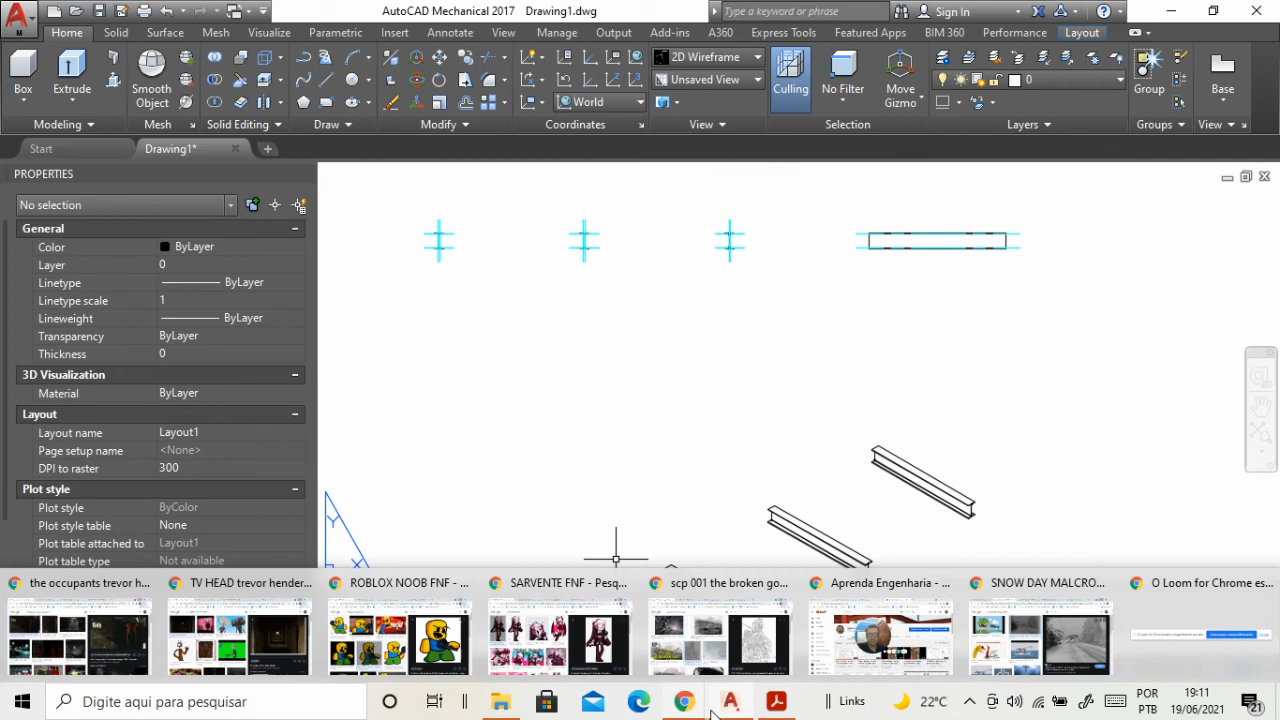 AutoCAD Mechanical 2017 Drawing1.dwg
Type a keyword or phrase
Sign In
Home Solid Surface Mesh Visualize Parametric Insert Annotate View Manage Output Add-ins A360 Express Tools Featured Apps BIM 360 Performance Layout
2D Wireframe
Unsaved View
World
0
Box
Extrude
Smooth
Object
Culling
No Filter
Move
Gizmo
Group
Base
Modeling
Mesh
Solid Editing
Draw
Modify
Coordinates
View
Selection
Layers
Groups
View
Start
Drawing1*
PROPERTIES
No selection
General
Color ByLayer
Layer 0
Linetype ByLayer
Linetype scale 1
Lineweight ByLayer
Transparency ByLayer
Thickness 0
3D Visualization
Material ByLayer
Layout
Layout name Layout1
Page setup name <None>
DPI to raster 300
Plot style
Plot style ByColor
Plot style table None
Plot table attached to Layout1
Plot table type Not available
Y
X
the occupants trevor h...
TV HEAD trevor hender...
ROBLOX NOOB FNF - ...
SARVENTE FNF - Pesq...
scp 001 the broken go...
Aprenda Engenharia - ...
SNOW DAY MALCRO...
O Loom for Chrome es...
Digite aqui para pesquisar
Links
22°C
POR
PTB
19:11
19/06/2021
21